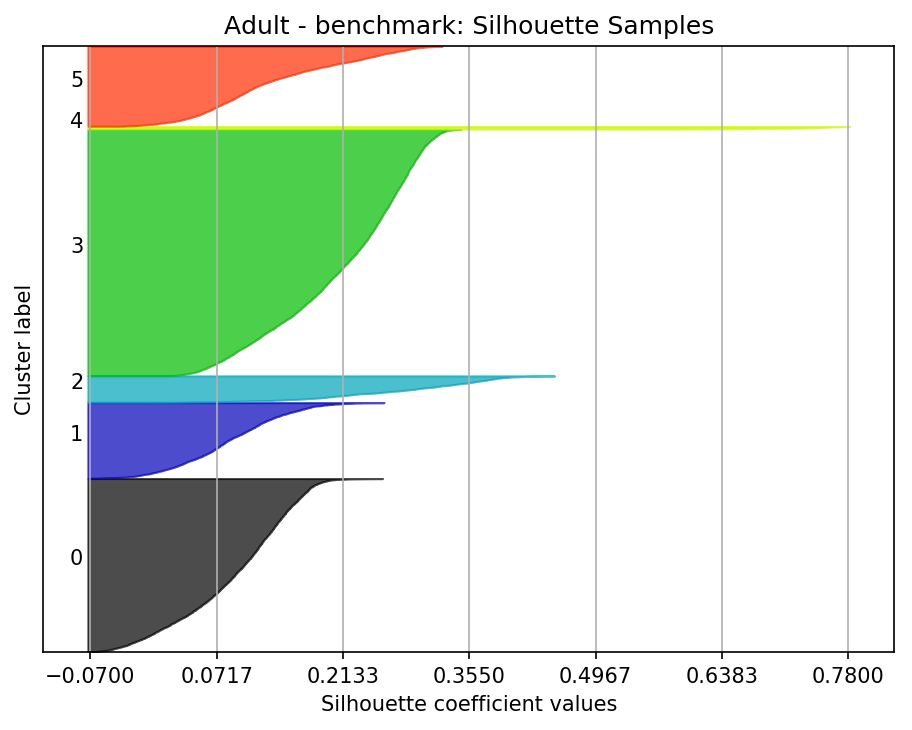 Adult - benchmark: Silhouette Samples
5
4
3
2
1
0
Cluster label
−0.0700 0.0717 0.2133 0.3550 0.4967 0.6383 0.7800
Silhouette coefficient values